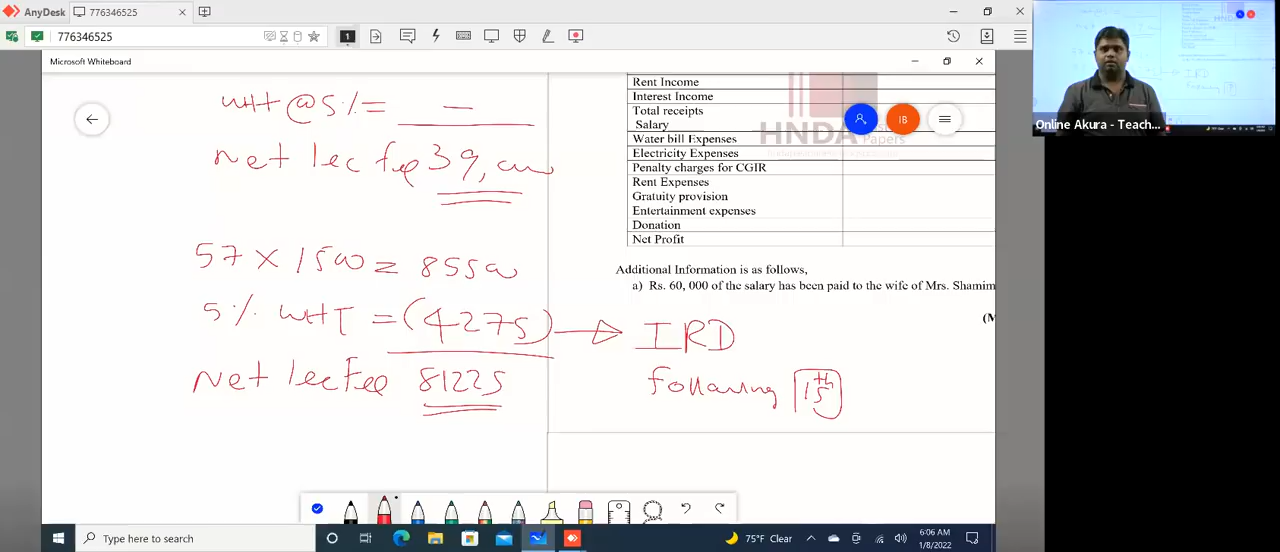 AnyDesk
776346525
776346525
1
Microsoft Whiteboard
WHT @ 5% = —
Net lec fee 39,000
57 × 1500 = 85500
5% WHT = (4275) → IRD
Following 15th
Net lec Fee 81225
Rent Income
Interest Income
Total receipts
Salary
Water bill Expenses
Electricity Expenses
Penalty charges for CGIR
Rent Expenses
Gratuity provision
Entertainment expenses
Donation
Net Profit
HNDA
Papers
IB
Additional Information is as follows,
a) Rs. 60, 000 of the salary has been paid to the wife of Mrs. Shamim
(M
Online Akura - Teach...
Type here to search
75°F Clear
6:06 AM
1/8/2022